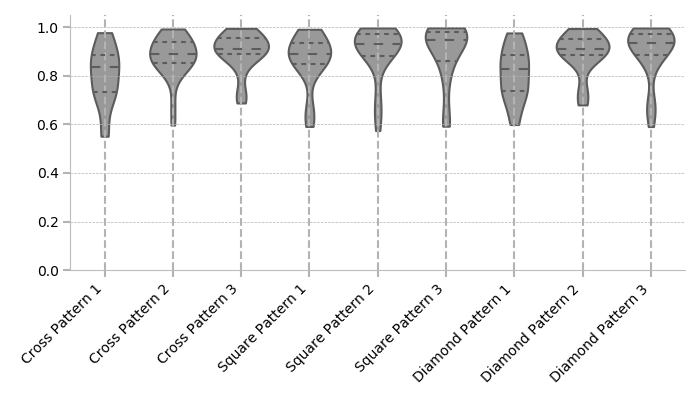 1.0
0.8
0.6
0.4
0.2
0.0
Cross Pattern 1
Cross Pattern 2
Cross Pattern 3
Square Pattern 1
Square Pattern 2
Square Pattern 3
Diamond Pattern 1
Diamond Pattern 2
Diamond Pattern 3